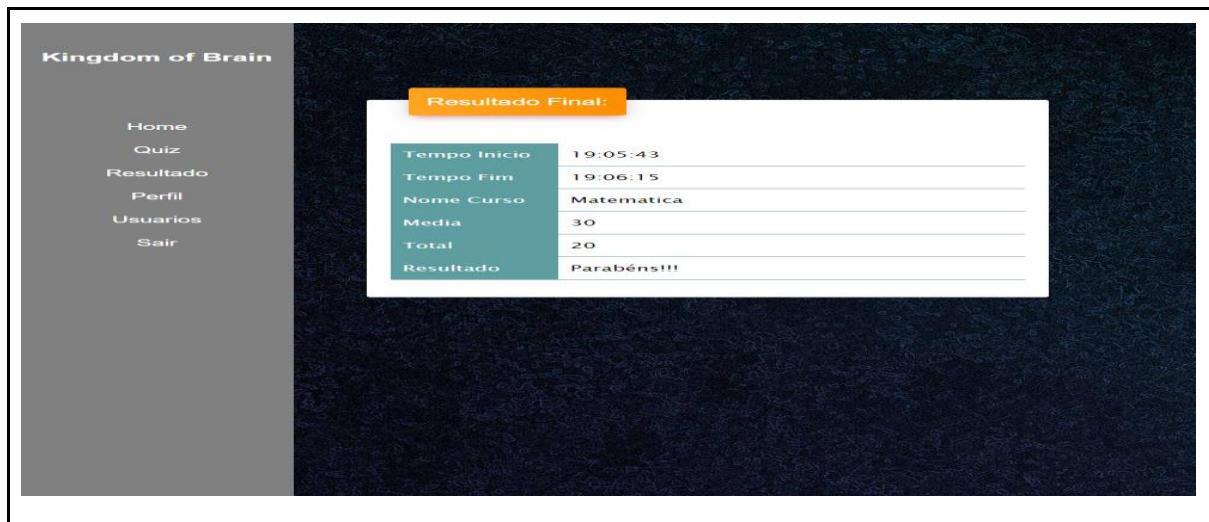 Kingdom of Brain
Home
Quiz
Resultado
Perfil
Usuarios
Sair
Resultado Final:
Tempo Inicio 19:05:43
Tempo Fim 19:06:15
Nome Curso Matematica
Media 30
Total 20
Resultado Parabéns!!!